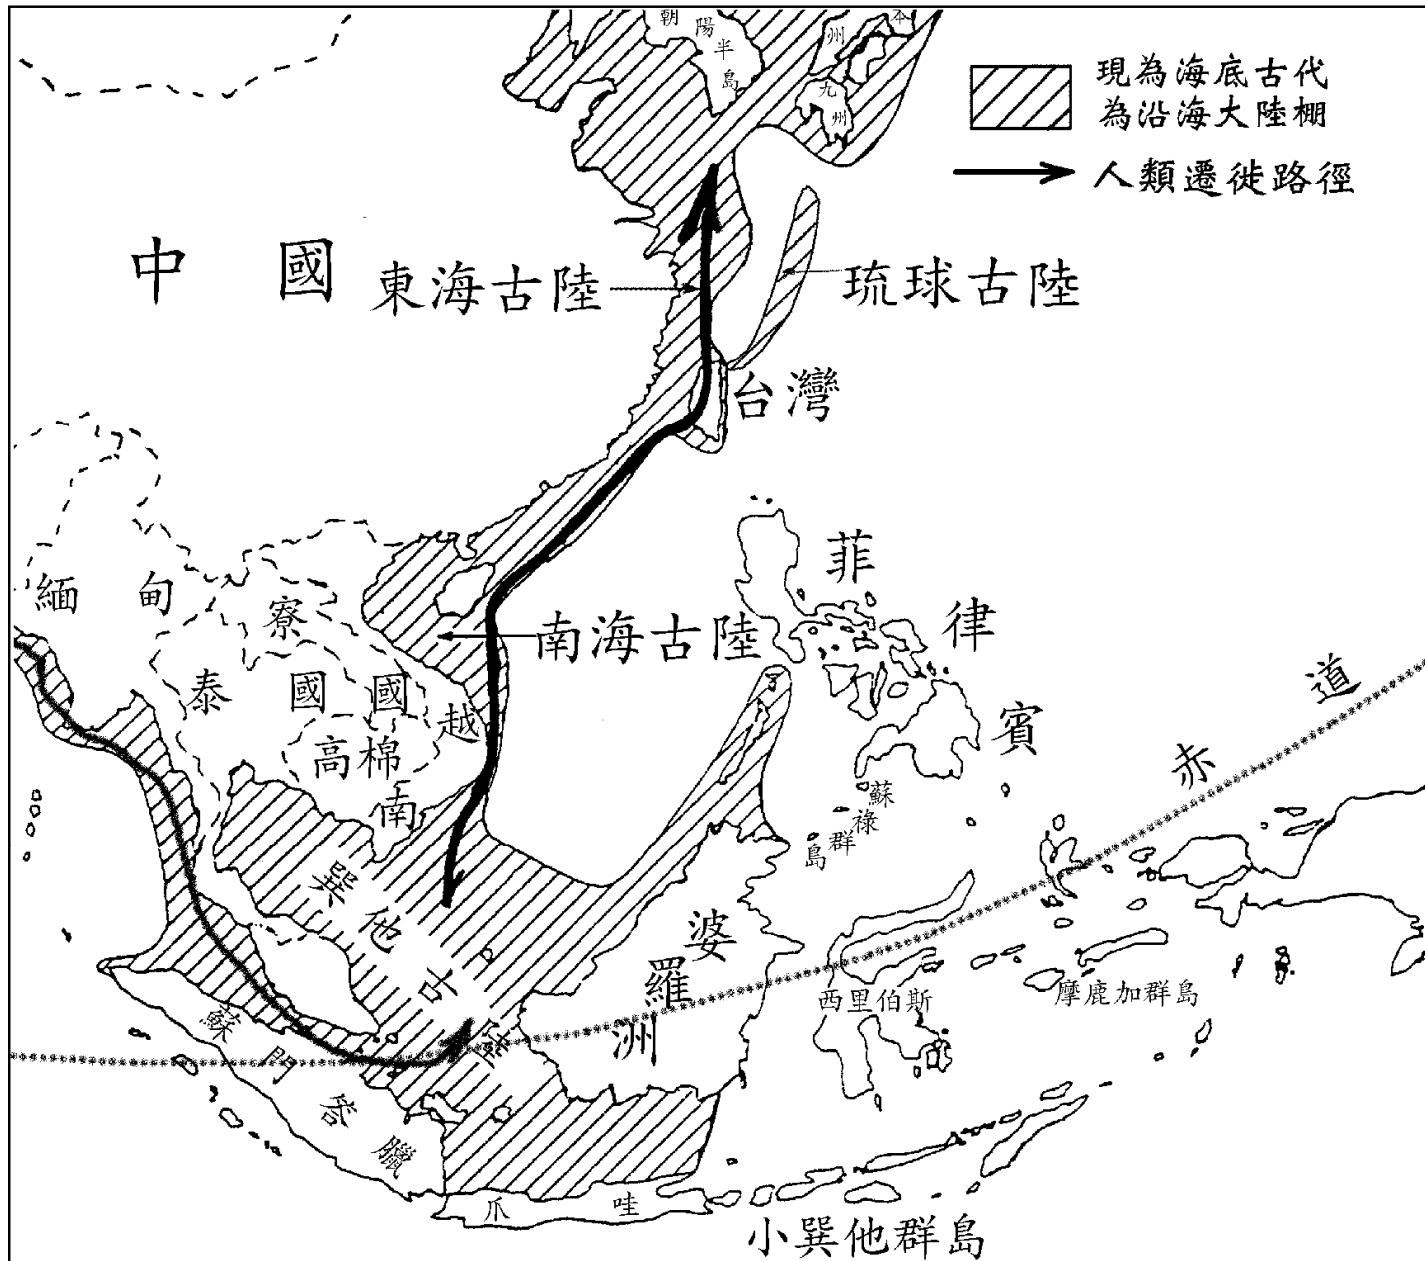 朝陽半島
本州
九州
現為海底古代
為沿海大陸棚
人類遷徙路徑
中國
東海古陸
琉球古陸
台灣
緬甸
寮國
泰國
南海古陸
越南
高棉
菲律賓
蘇祿群島
赤道
巽他古陸
婆羅洲
西里伯斯
摩鹿加群島
蘇門答臘
爪哇
小巽他群島